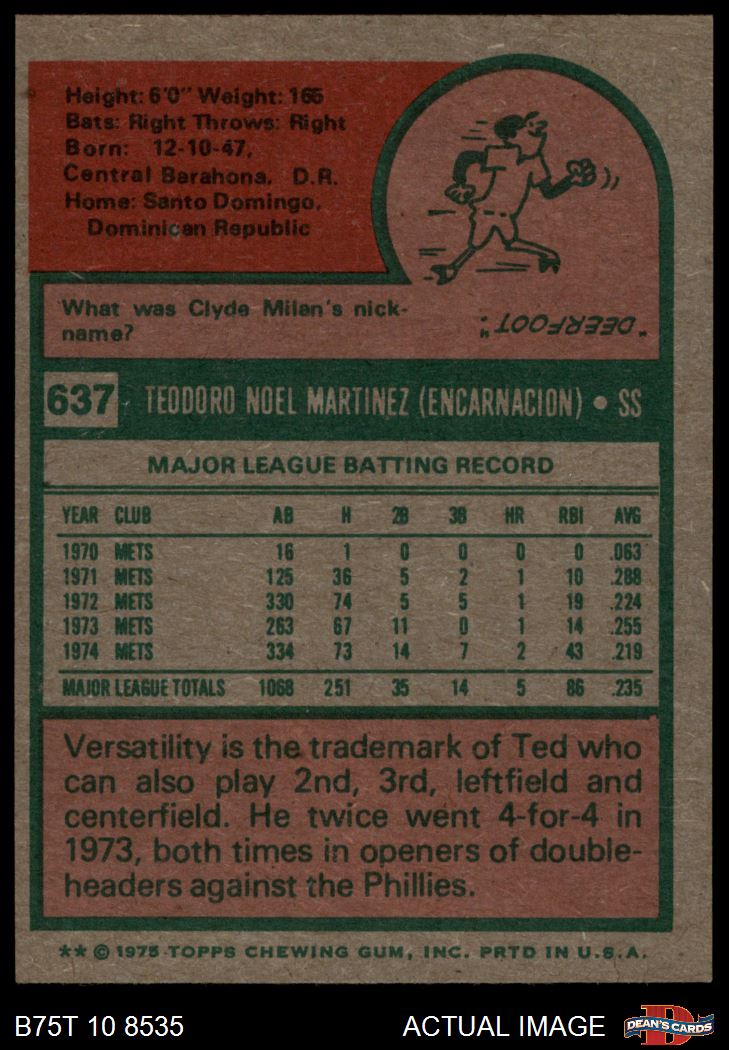 Height: 6'0" Weight: 165
Bats: Right Throws: Right
Born: 12-10-47,
Central Barahona, D.R.
Home: Santo Domingo,
Dominican Republic
What was Clyde Milan's nick-
name?
"DEERFOOT"
637 TEODORO NOEL MARTINEZ (ENCARNACION) • SS
MAJOR LEAGUE BATTING RECORD
YEAR CLUB AB H 2B 3B HR RBI AVG
1970 METS 16 1 0 0 0 0 .063
1971 METS 125 36 5 2 1 10 .288
1972 METS 330 74 5 5 1 19 .224
1973 METS 263 67 11 0 1 14 .255
1974 METS 334 73 14 7 2 43 .219
MAJOR LEAGUE TOTALS 1068 251 35 14 5 86 .235
Versatility is the trademark of Ted who
can also play 2nd, 3rd, leftfield and
centerfield. He twice went 4-for-4 in
1973, both times in openers of double-
headers against the Phillies.
** © 1975 TOPPS CHEWING GUM, INC. PRTD IN U.S.A.
B75T 10 8535 ACTUAL IMAGE DEAN'S CARDS